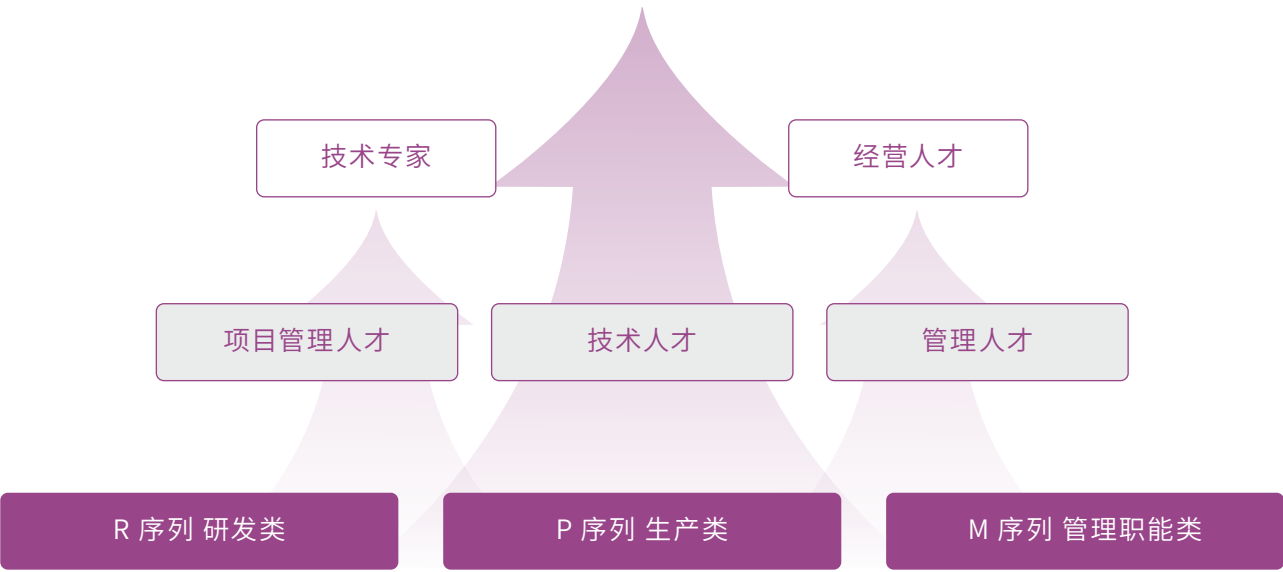 技术专家
经营人才
项目管理人才
技术人才
管理人才
R 序列 研发类
P 序列 生产类
M 序列 管理职能类